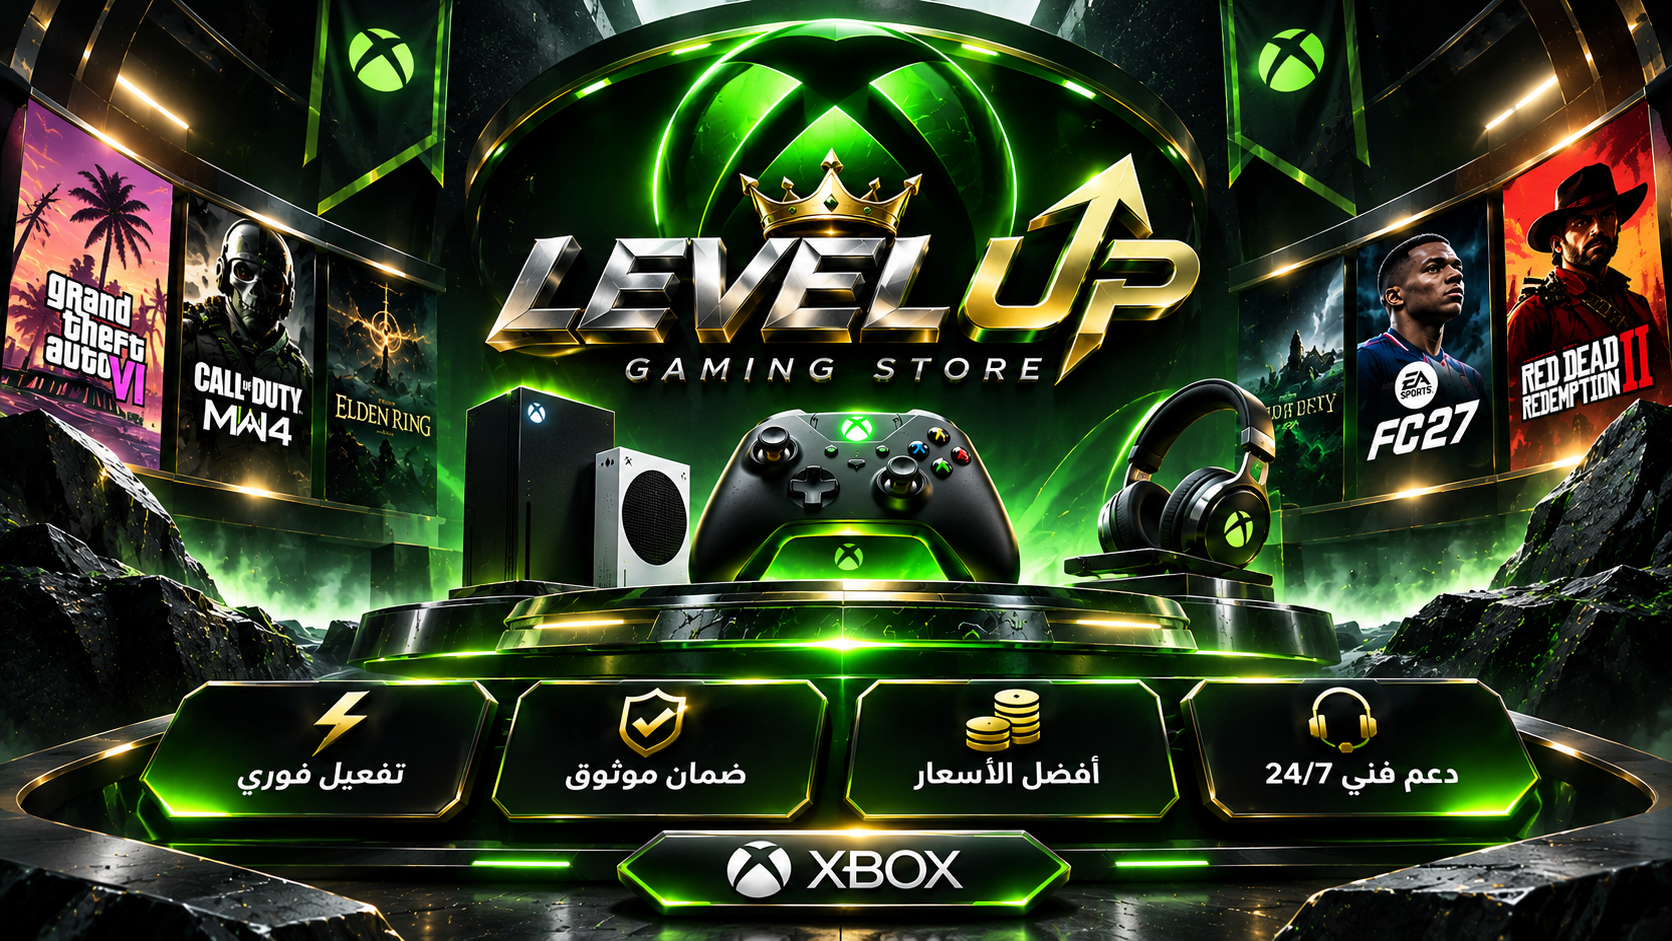 LEVEL UP
GAMING STORE
grand
theft
auto VI
CALL OF DUTY
MW4
ELDEN RING
EA
SPORTS
FC27
RED DEAD
REDEMPTION II
تفعيل فوري
ضمان موثوق
أفضل الأسعار
دعم فني 24/7
XBOX